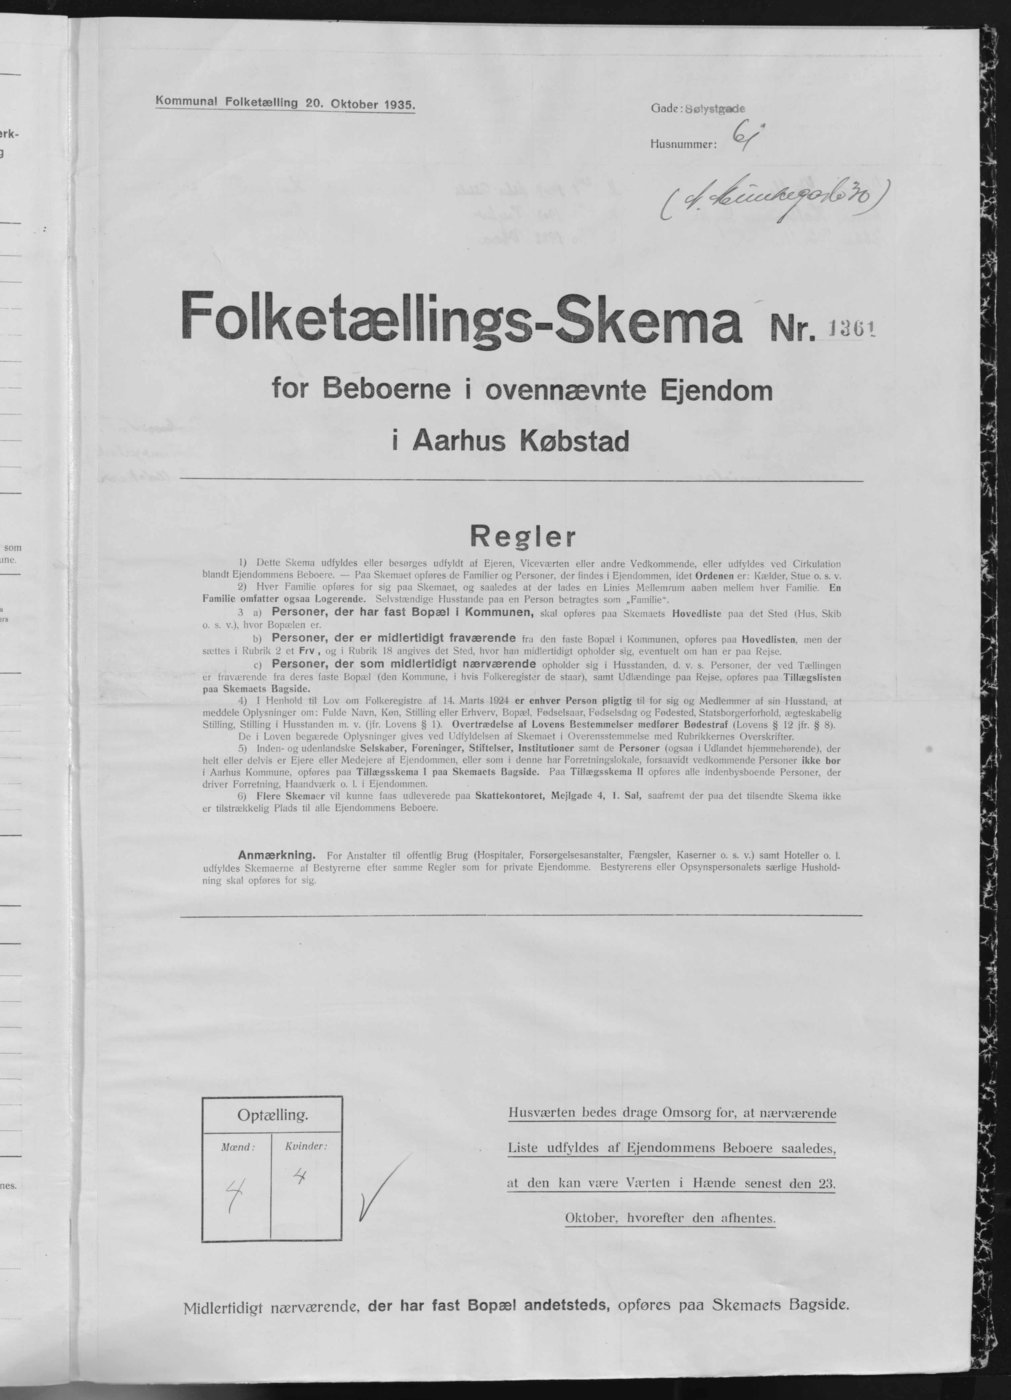 Kommunal Folketælling 20. Oktober 1935.
Gade: Sølystgade
Husnummer: 6
30)
Folketællings-Skema Nr. 1361
for Beboerne i ovennævnte Ejendom
i Aarhus Købstad
Regler
1) Dette Skema udfyldes eller besørges udfyldt af Ejeren, Viceværten eller andre Vedkommende, eller udfyldes ved Cirkulation
blandt Ejendommens Beboere. — Paa Skemaet opføres de Familier og Personer, der findes i Ejendommen, idet Ordenen er: Kælder, Stue o. s. v.
2) Hver Familie opføres for sig paa Skemaet, og saaledes at der lades en Linies Mellemrum aaben mellem hver Familie. En
Familie omfatter ogsaa Logerende. Selvstændige Husstande paa en Person betragtes som „Familie“.
3 a) Personer, der har fast Bopæl i Kommunen, skal opføres paa Skemaets Hovedliste paa det Sted (Hus, Skib
o. s. v.), hvor Bopælen er.
b) Personer, der er midlertidigt fraværende fra den faste Bopæl i Kommunen, opføres paa Hovedlisten, men der
sættes i Rubrik 2 et Frv, og i Rubrik 18 angives det Sted, hvor han midlertidigt opholder sig, eventuelt om han er paa Rejse.
c) Personer, der som midlertidigt nærværende opholder sig i Husstanden, d. v. s. Personer, der ved Tællingen
er fraværende fra deres faste Bopæl (den Kommune, i hvis Folkeregister de staar), samt Udlændinge paa Rejse, opføres paa Tillægslisten
paa Skemaets Bagside.
4) I Henhold til Lov om Folkeregistre af 14. Marts 1924 er enhver Person pligtig til for sig og Medlemmer af sin Husstand, at
meddele Oplysninger om: Fulde Navn, Køn, Stilling eller Erhverv, Bopæl, Fødselsaar, Fødselsdag og Fødested, Statsborgerforhold, ægteskabelig
Stilling, Stilling i Husstanden m. v. (jfr. Lovens § 1). Overtrædelse af Lovens Bestemmelser medfører Bødestraf (Lovens § 12 jfr. § 8).
De i Loven begærede Oplysninger gives ved Udfyldelsen af Skemaet i Overensstemmelse med Rubrikkernes Overskrifter.
5) Inden- og udenlandske Selskaber, Foreninger, Stiftelser, Institutioner samt de Personer (ogsaa i Udlandet hjemmehørende), der
helt eller delvis er Ejere eller Medejere af Ejendommen, eller som i denne har Forretningslokale, forsaavidt vedkommende Personer ikke bor
i Aarhus Kommune, opføres paa Tillægsskema I paa Skemaets Bagside. Paa Tillægsskema II opføres alle indenbysboende Personer, der
driver Forretning, Haandværk o. l. i Ejendommen.
6) Flere Skemaer vil kunne faas udleverede paa Skattekontoret, Mejlgade 4, 1. Sal, saafremt der paa det tilsendte Skema ikke
er tilstrækkelig Plads til alle Ejendommens Beboere.
Anmærkning. For Anstalter til offentlig Brug (Hospitaler, Forsørgelsesanstalter, Fængsler, Kaserner o. s. v.) samt Hoteller o. l.
udfyldes Skemaerne af Bestyrerne efter samme Regler som for private Ejendomme. Bestyrerens eller Opsynspersonalets særlige Hushold-
ning skal opføres for sig.
Optælling.
Mænd: Kvinder:
4 4
Husværten bedes drage Omsorg for, at nærværende
Liste udfyldes af Ejendommens Beboere saaledes,
at den kan være Værten i Hænde senest den 23.
Oktober, hvorefter den afhentes.
Midlertidigt nærværende, der har fast Bopæl andetsteds, opføres paa Skemaets Bagside.